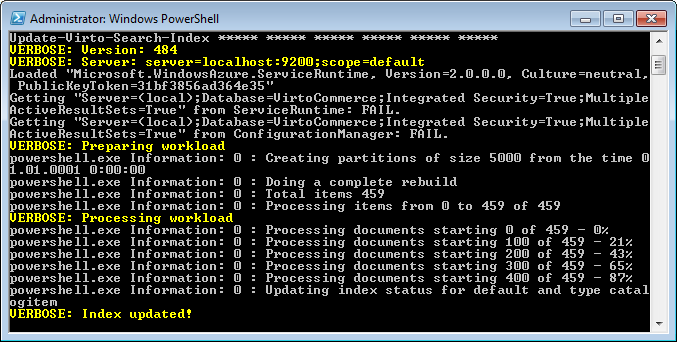 Administrator: Windows PowerShell
Update-Virto-Search-Index ***** ***** ***** ***** ***** ***** *****
VERBOSE: Version: 484
VERBOSE: Server: server=localhost:9200;scope=default
Loaded "Microsoft.WindowsAzure.ServiceRuntime, Version=2.0.0.0, Culture=neutral,
 PublicKeyToken=31bf3856ad364e35"
Getting "Server=(local);Database=VirtoCommerce;Integrated Security=True;Multiple
ActiveResultSets=True" from ServiceRuntime: FAIL.
Getting "Server=(local);Database=VirtoCommerce;Integrated Security=True;Multiple
ActiveResultSets=True" from ConfigurationManager: FAIL.
VERBOSE: Preparing workload
powershell.exe Information: 0 : Creating partitions of size 5000 from the time 0
1.01.0001 0:00:00
powershell.exe Information: 0 : Doing a complete rebuild
powershell.exe Information: 0 : Total items 459
powershell.exe Information: 0 : Processing items from 0 to 459 of 459
VERBOSE: Processing workload
powershell.exe Information: 0 : Processing documents starting 0 of 459 - 0%
powershell.exe Information: 0 : Processing documents starting 100 of 459 - 21%
powershell.exe Information: 0 : Processing documents starting 200 of 459 - 43%
powershell.exe Information: 0 : Processing documents starting 300 of 459 - 65%
powershell.exe Information: 0 : Processing documents starting 400 of 459 - 87%
powershell.exe Information: 0 : Updating index status for default and type catal
ogitem
VERBOSE: Index updated!